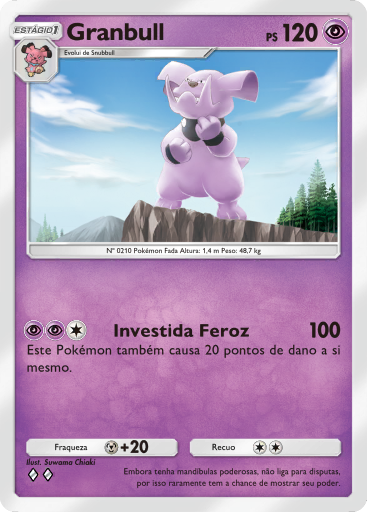 ESTÁGIO 1
Granbull
PS 120
Evolui de Snubbull
Nº 0210 Pokémon Fada Altura: 1,4 m Peso: 48,7 kg
Investida Feroz 100
Este Pokémon também causa 20 pontos de dano a si
mesmo.
Fraqueza +20 Recuo
Ilust. Suwama Chiaki
Embora tenha mandíbulas poderosas, não liga para disputas,
por isso raramente tem a chance de mostrar seu poder.